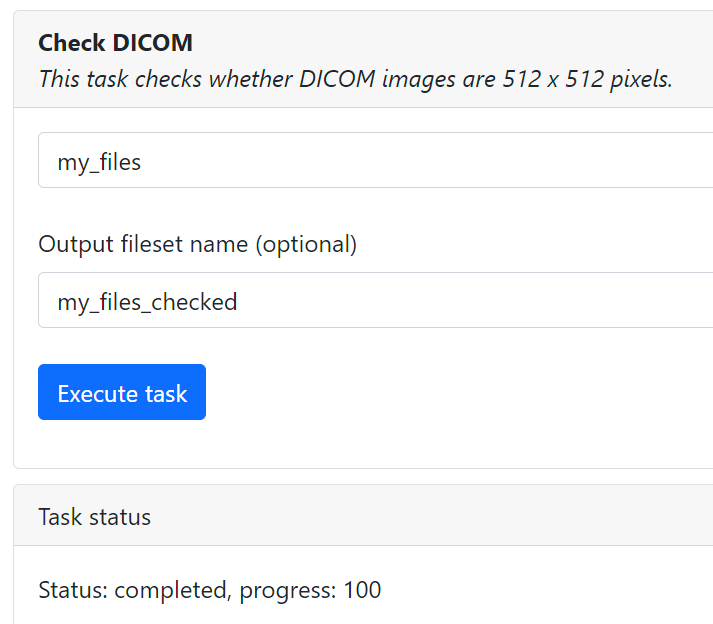 Check DICOM
This task checks whether DICOM images are 512 x 512 pixels.
my_files
Output fileset name (optional)
my_files_checked
Execute task
Task status
Status: completed, progress: 100